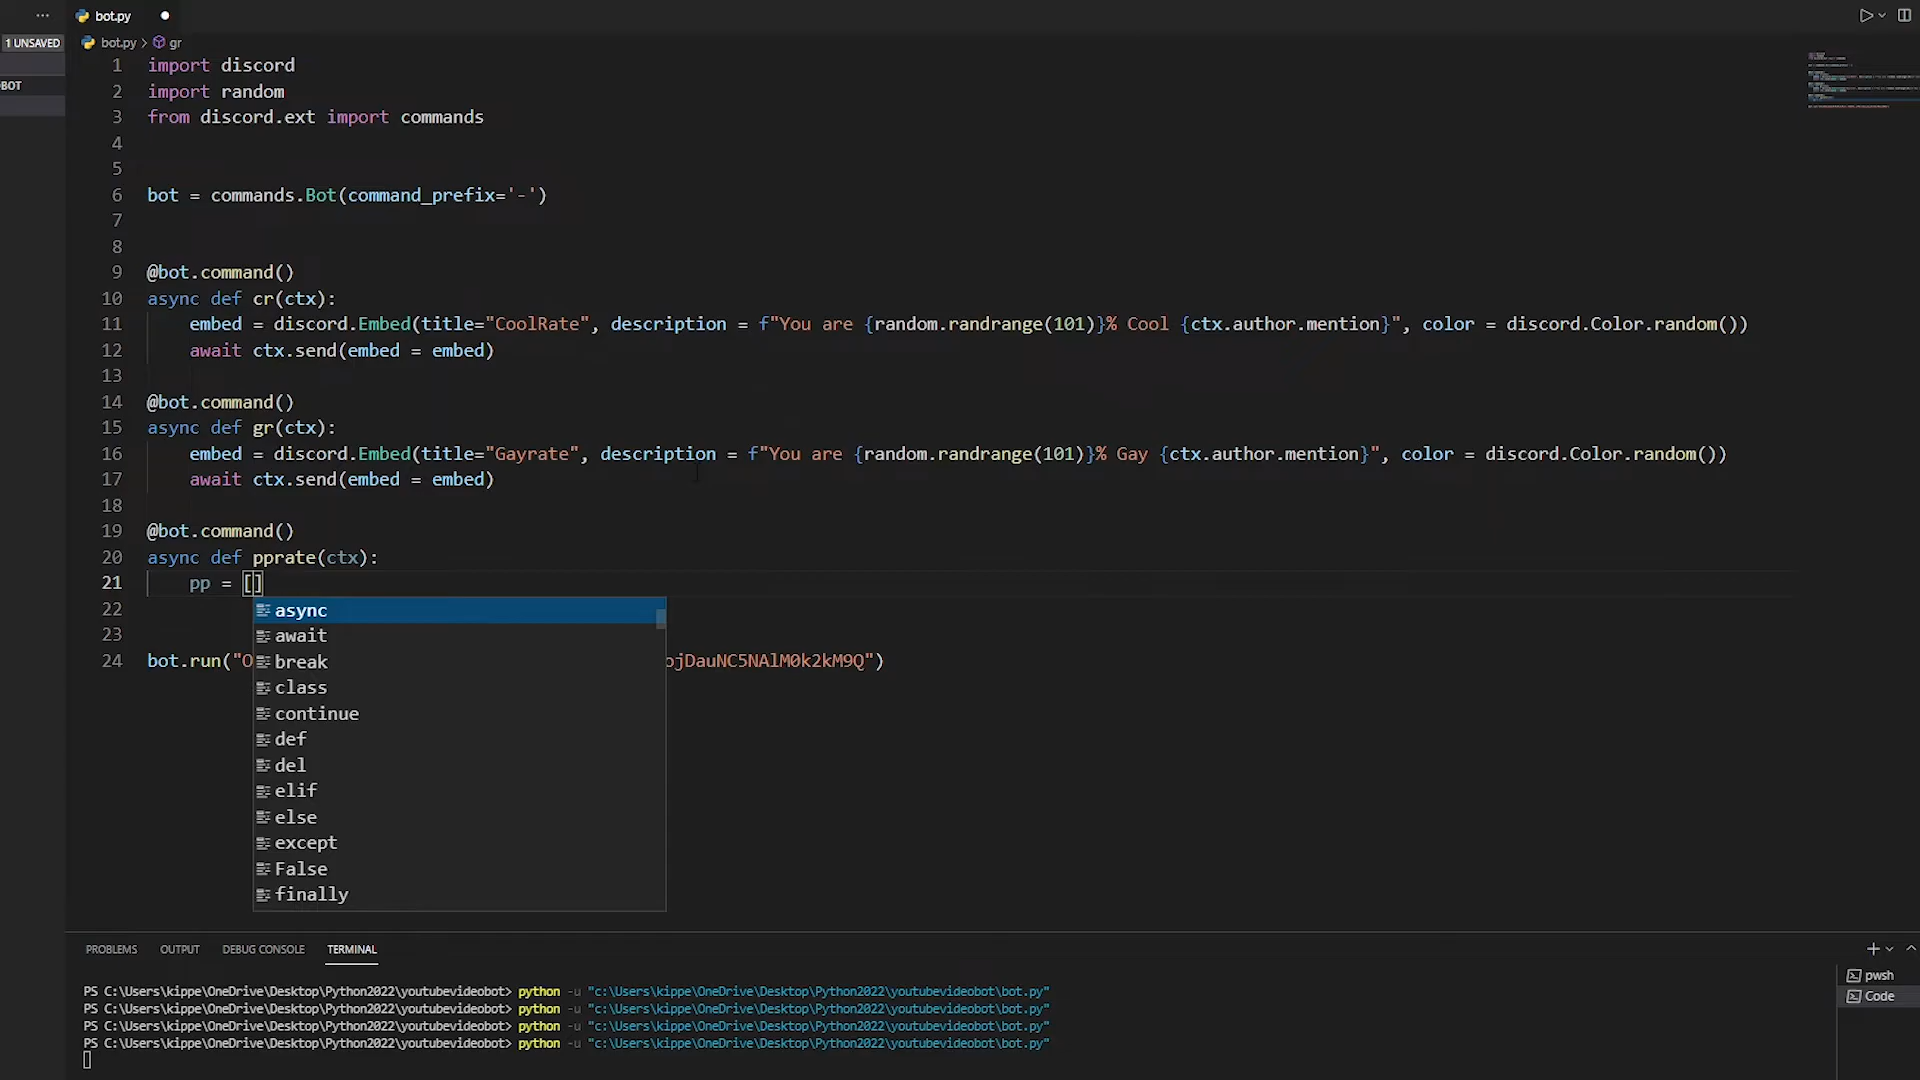 bot.py
1 UNSAVED
bot.py > gr
BOT
1 import discord
2 import random
3 from discord.ext import commands
4
5
6 bot = commands.Bot(command_prefix='-')
7
8
9 @bot.command()
10 async def cr(ctx):
11 embed = discord.Embed(title="CoolRate", description = f"You are {random.randrange(101)}% Cool {ctx.author.mention}", color = discord.Color.random())
12 await ctx.send(embed = embed)
13
14 @bot.command()
15 async def gr(ctx):
16 embed = discord.Embed(title="Gayrate", description = f"You are {random.randrange(101)}% Gay {ctx.author.mention}", color = discord.Color.random())
17 await ctx.send(embed = embed)
18
19 @bot.command()
20 async def pprate(ctx):
21 pp = []
22
23
24 bot.run("O ojDauNC5NAlM0k2kM9Q")
async
await
break
class
continue
def
del
elif
else
except
False
finally
PROBLEMS OUTPUT DEBUG CONSOLE TERMINAL
PS C:\Users\kippe\OneDrive\Desktop\Python2022\youtubevideobot> python -u "c:\Users\kippe\OneDrive\Desktop\Python2022\youtubevideobot\bot.py"
PS C:\Users\kippe\OneDrive\Desktop\Python2022\youtubevideobot> python -u "c:\Users\kippe\OneDrive\Desktop\Python2022\youtubevideobot\bot.py"
PS C:\Users\kippe\OneDrive\Desktop\Python2022\youtubevideobot> python -u "c:\Users\kippe\OneDrive\Desktop\Python2022\youtubevideobot\bot.py"
PS C:\Users\kippe\OneDrive\Desktop\Python2022\youtubevideobot> python -u "c:\Users\kippe\OneDrive\Desktop\Python2022\youtubevideobot\bot.py"
pwsh
Code